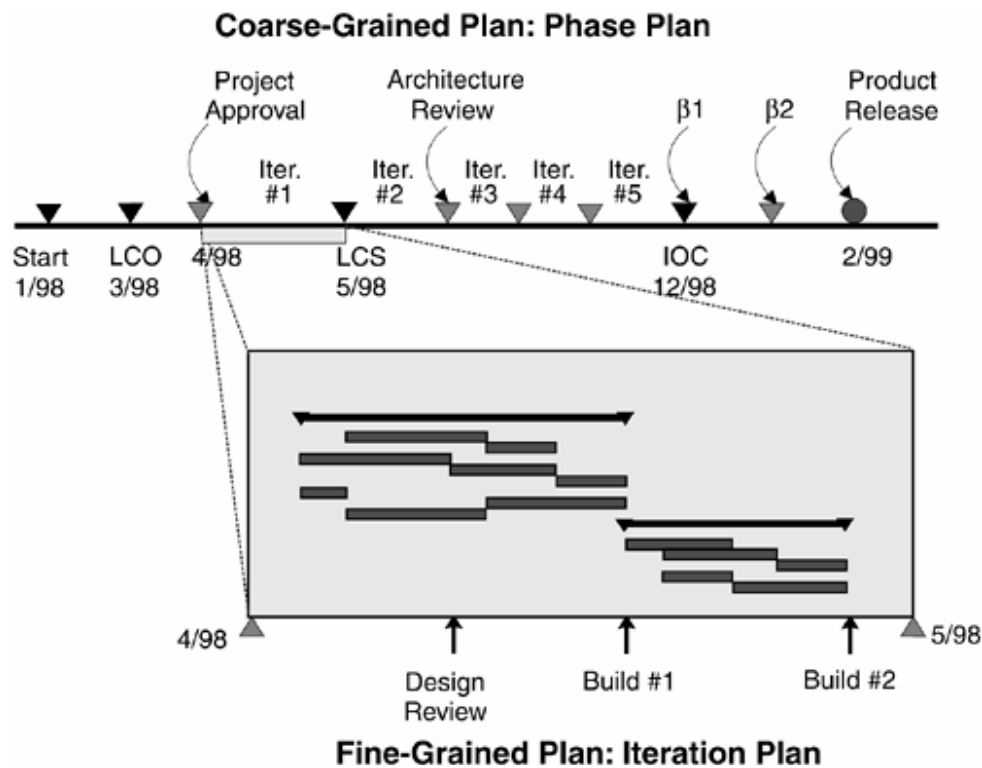 Coarse-Grained Plan: Phase Plan
Project
Approval
Architecture
Review
β1
β2
Product
Release
Iter.
#1
Iter.
#2
Iter.
#3
Iter.
#4
Iter.
#5
Start
1/98
LCO
3/98
4/98
LCS
5/98
IOC
12/98
2/99
4/98
5/98
Design
Review
Build #1
Build #2
Fine-Grained Plan: Iteration Plan